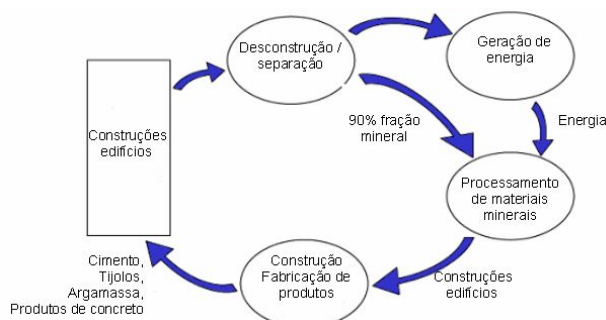 Desconstrução /
separação
Geração de
energia
Construções
edifícios
90% fração
mineral
Energia
Processamento
de materiais
minerais
Construção
Fabricação de
produtos
Construções
edifícios
Cimento,
Tijolos,
Argamassa,
Produtos de concreto